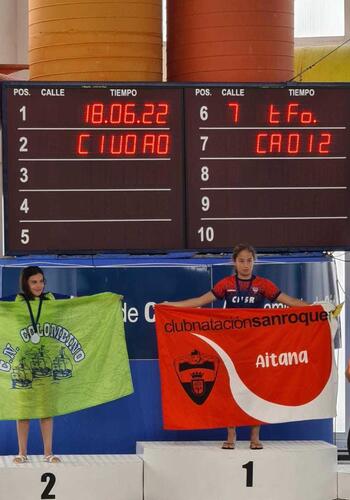 POS. CALLE TIEMPO POS. CALLE TIEMPO
1 18.06.22 6 7 tFo.
2 CIUDAD 7 CADIZ
3 8
4 9
5 10
C.N. COLOMBINO
de C
clubnataciónsanroque
Aitana
CNSR
2
1